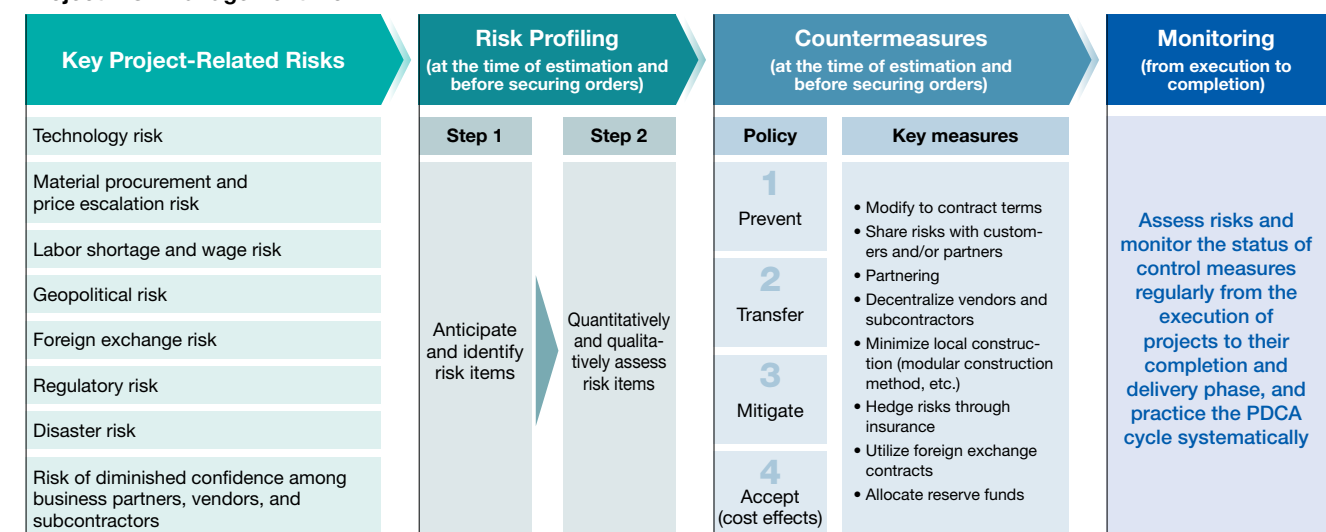 Key Project-Related Risks
Technology risk
Material procurement and
price escalation risk
Labor shortage and wage risk
Geopolitical risk
Foreign exchange risk
Regulatory risk
Disaster risk
Risk of diminished confidence among
business partners, vendors, and
subcontractors
Risk Profiling
(at the time of estimation and
before securing orders)
Step 1
Anticipate
and identify
risk items
Step 2
Quantitatively
and qualita-
tively assess
risk items
Countermeasures
(at the time of estimation and
before securing orders)
Policy
1
Prevent
2
Transfer
3
Mitigate
4
Accept
(cost effects)
Key measures
• Modify to contract terms
• Share risks with custom-
ers and/or partners
• Partnering
• Decentralize vendors and
subcontractors
• Minimize local construc-
tion (modular construction
method, etc.)
• Hedge risks through
insurance
• Utilize foreign exchange
contracts
• Allocate reserve funds
Monitoring
(from execution to
completion)
Assess risks and
monitor the status of
control measures
regularly from the
execution of
projects to their
completion and
delivery phase, and
practice the PDCA
cycle systematically